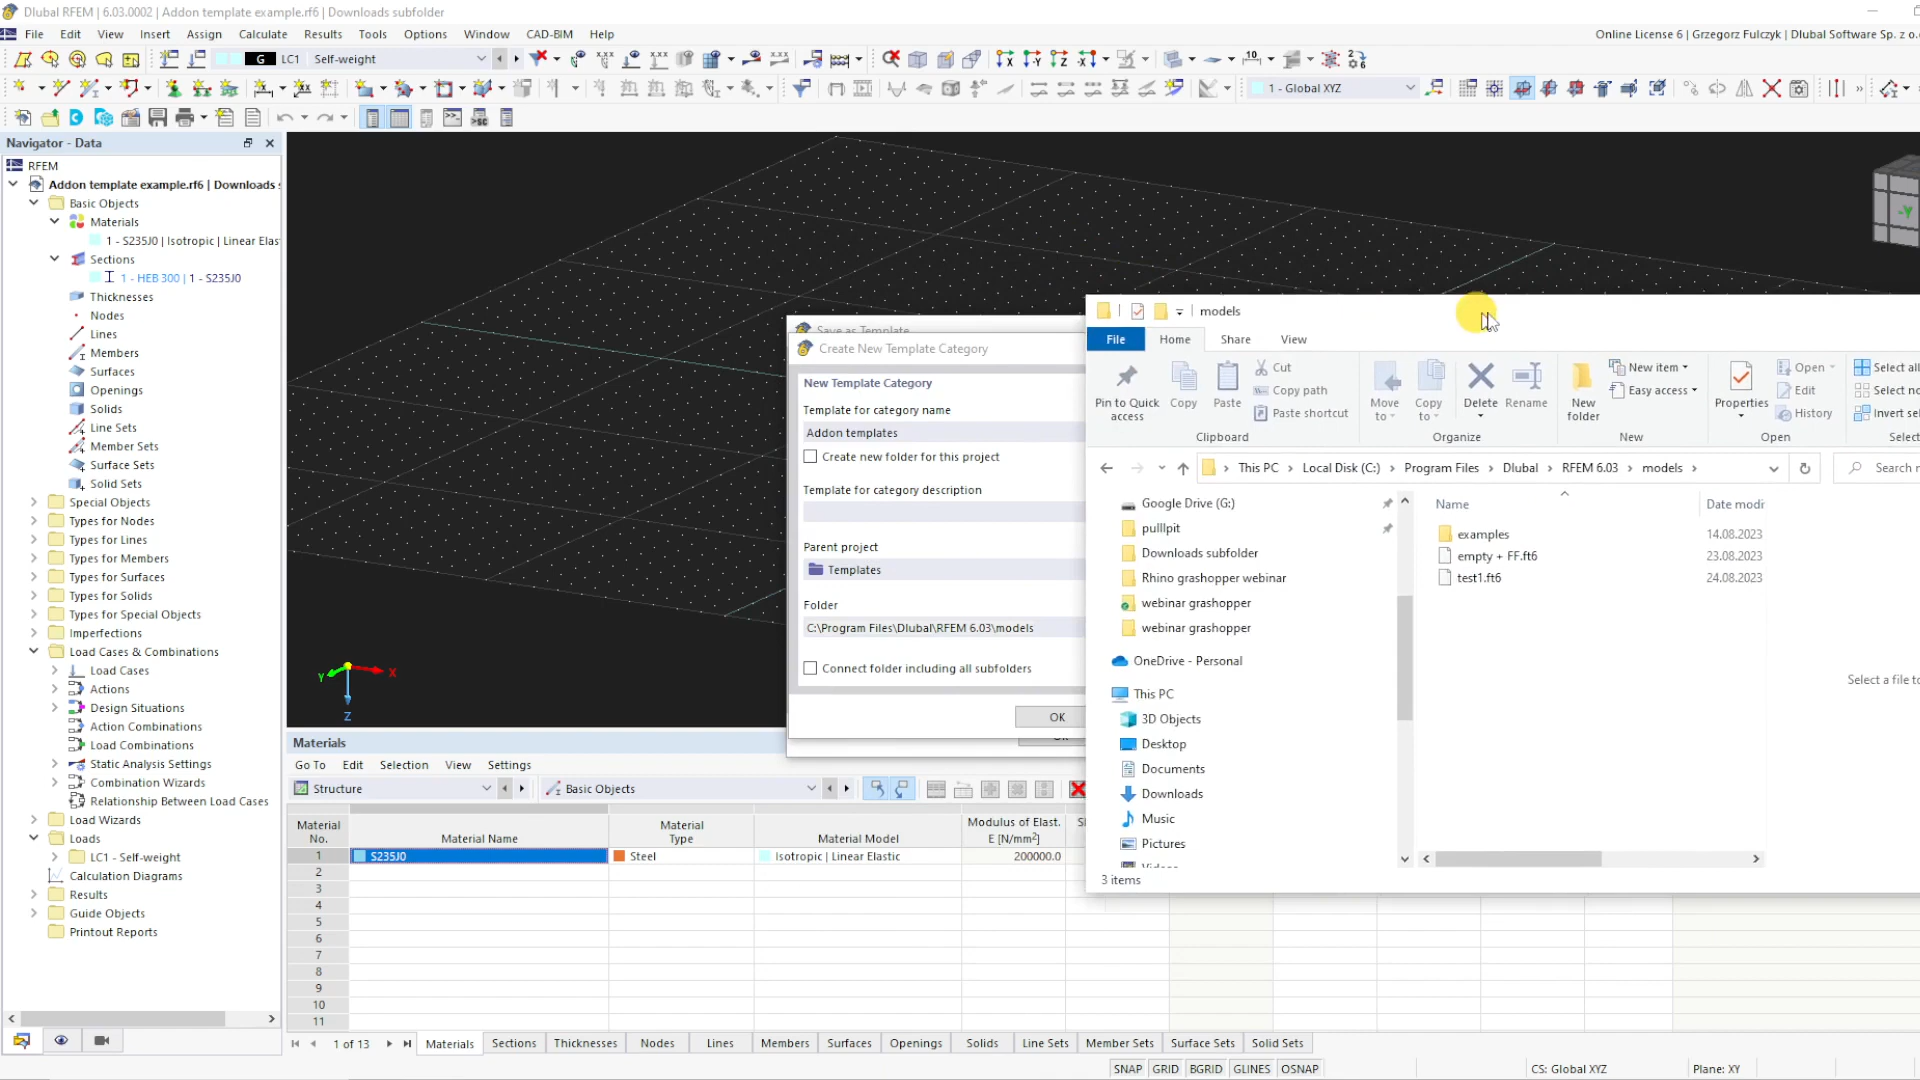 Dlubal RFEM | 6.03.0002 | Addon template example.rf6 | Downloads subfolder
File Edit View Insert Assign Calculate Results Tools Options Window CAD-BIM Help
Online License 6 | Grzegorz Fulczyk | Dlubal Software Sp. z o.
G LC1 Self-weight
1 - Global XYZ
Navigator - Data
RFEM
Addon template example.rf6 | Downloads s
Basic Objects
Materials
1 - S235J0 | Isotropic | Linear Elas
Sections
1 - HEB 300 | 1 - S235J0
Thicknesses
Nodes
Lines
Members
Surfaces
Openings
Solids
Line Sets
Member Sets
Surface Sets
Solid Sets
Special Objects
Types for Nodes
Types for Lines
Types for Members
Types for Surfaces
Types for Solids
Types for Special Objects
Imperfections
Load Cases & Combinations
Load Cases
Actions
Design Situations
Action Combinations
Load Combinations
Static Analysis Settings
Combination Wizards
Relationship Between Load Cases
Load Wizards
Loads
LC1 - Self-weight
Calculation Diagrams
Results
Guide Objects
Printout Reports
-Y
X
Y
Z
Save as Template
Create New Template Category
New Template Category
Template for category name
Addon templates
Create new folder for this project
Template for category description
Parent project
Templates
Folder
C:\Program Files\Dlubal\RFEM 6.03\models
Connect folder including all subfolders
OK
models
File Home Share View
Pin to Quick access
Copy
Paste
Cut
Copy path
Paste shortcut
Clipboard
Move to
Copy to
Delete
Rename
Organize
New folder
New item
Easy access
New
Properties
Open
Edit
History
Open
Select all
Select no
Invert sel
Select
This PC > Local Disk (C:) > Program Files > Dlubal > RFEM 6.03 > models >
Search
Google Drive (G:)
pulllpit
Downloads subfolder
Rhino grashopper webinar
webinar grashopper
webinar grashopper
OneDrive - Personal
This PC
3D Objects
Desktop
Documents
Downloads
Music
Pictures
Name Date modi
examples 14.08.2023
empty + FF.ft6 23.08.2023
test1.ft6 24.08.2023
Select a file to
3 items
Materials
Go To Edit Selection View Settings
Structure
Basic Objects
Material No.
Material Name
Material Type
Material Model
Modulus of Elast. E [N/mm2]
1 S235J0 Steel Isotropic | Linear Elastic 200000.0
2
3
4
5
6
7
8
9
10
11
1 of 13
Materials Sections Thicknesses Nodes Lines Members Surfaces Openings Solids Line Sets Member Sets Surface Sets Solid Sets
SNAP GRID BGRID GLINES OSNAP
CS: Global XYZ
Plane: XY